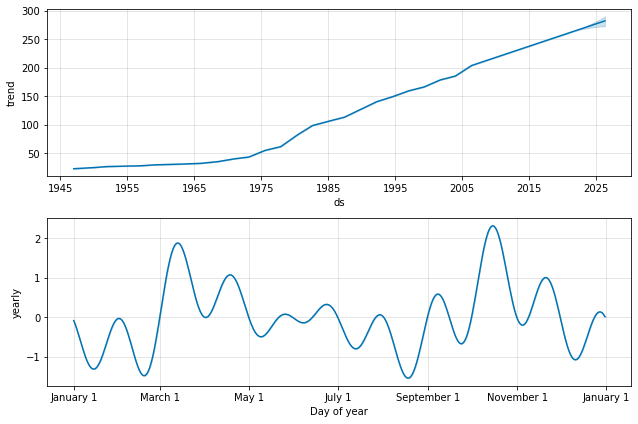 300
250
200
150
100
50
trend
1945 1955 1965 1975 1985 1995 2005 2015 2025
ds
2
1
0
−1
yearly
January 1 March 1 May 1 July 1 September 1 November 1 January 1
Day of year